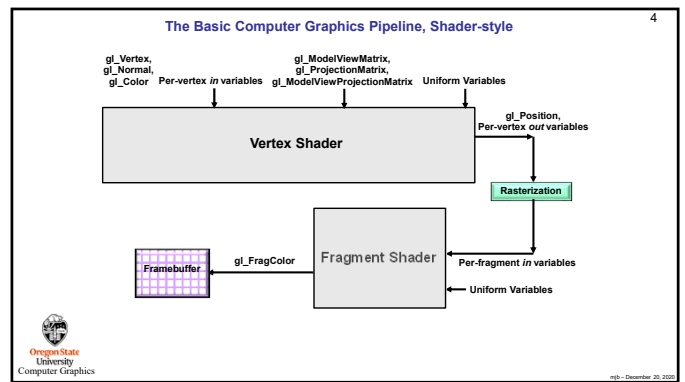 4
The Basic Computer Graphics Pipeline, Shader-style
gl_Vertex,
gl_Normal,
gl_Color
Per-vertex in variables
gl_ModelViewMatrix,
gl_ProjectionMatrix,
gl_ModelViewProjectionMatrix
Uniform Variables
Vertex Shader
gl_Position,
Per-vertex out variables
Rasterization
Fragment Shader
gl_FragColor
Framebuffer
Per-fragment in variables
Uniform Variables
Oregon State
University
Computer Graphics
mjb – December 20, 2020